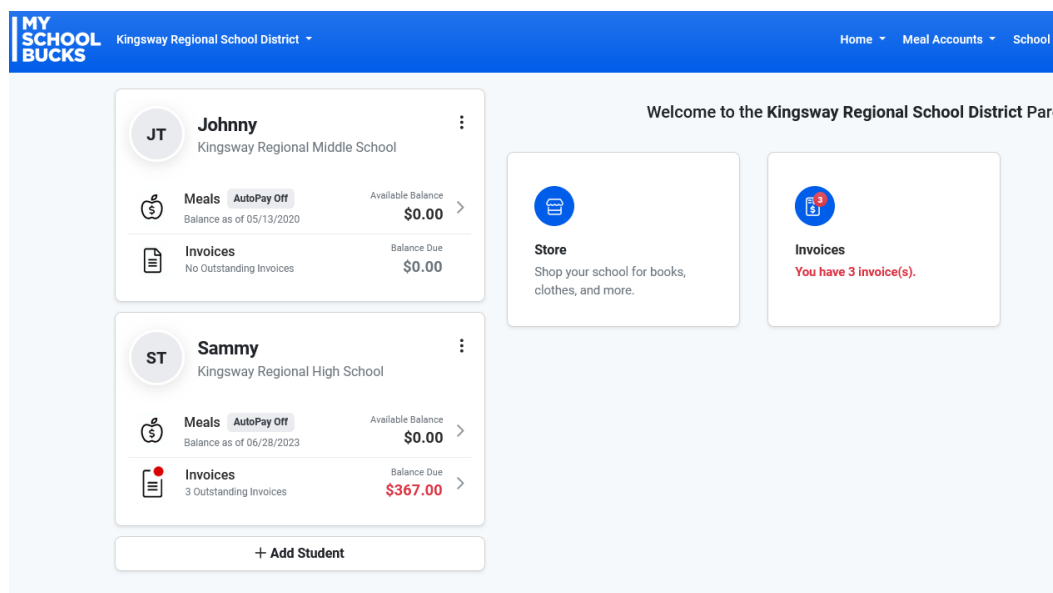 MY
SCHOOL
BUCKS
Kingsway Regional School District
Home
Meal Accounts
School
JT
Johnny
Kingsway Regional Middle School
Meals AutoPay Off
Balance as of 05/13/2020
Available Balance
$0.00
Invoices
No Outstanding Invoices
Balance Due
$0.00
ST
Sammy
Kingsway Regional High School
Meals AutoPay Off
Balance as of 06/28/2023
Available Balance
$0.00
Invoices
3 Outstanding Invoices
Balance Due
$367.00
+ Add Student
Welcome to the Kingsway Regional School District Par
Store
Shop your school for books,
clothes, and more.
3
Invoices
You have 3 invoice(s).